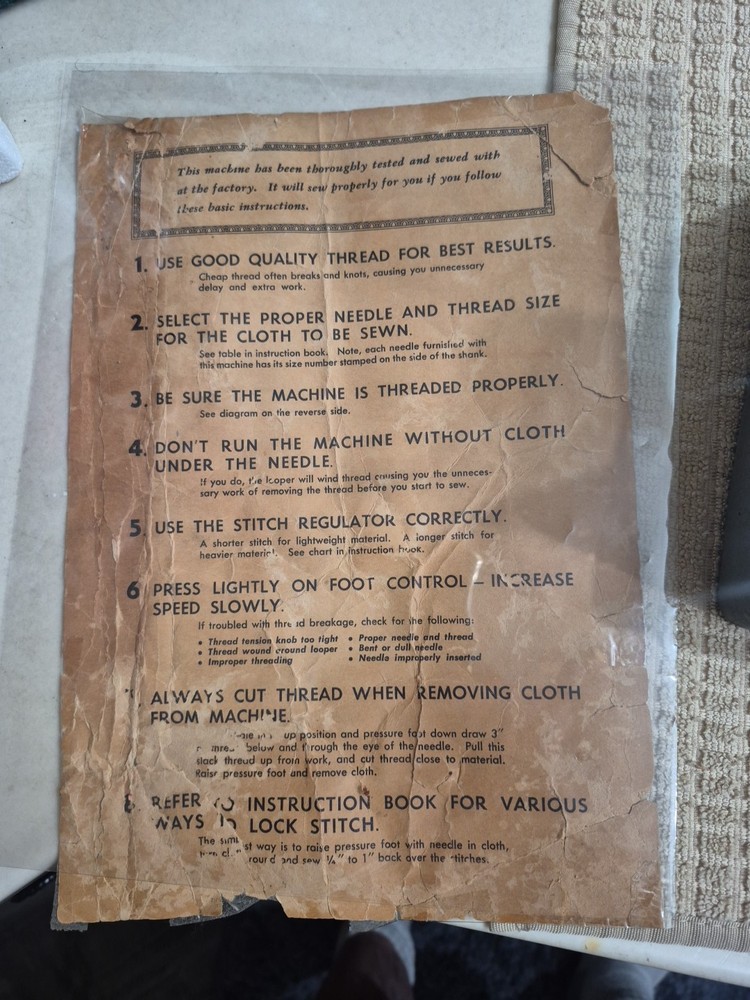 This machine has been thoroughly tested and sewed with
at the factory. It will sew properly for you if you follow
these basic instructions.
1. USE GOOD QUALITY THREAD FOR BEST RESULTS.
Cheap thread often breaks and knots, causing you unnecessary
delay and extra work.
2. SELECT THE PROPER NEEDLE AND THREAD SIZE
FOR THE CLOTH TO BE SEWN.
See table in instruction book. Note, each needle furnished with
this machine has its size number stamped on the side of the shank.
3. BE SURE THE MACHINE IS THREADED PROPERLY.
See diagram on the reverse side.
4. DON'T RUN THE MACHINE WITHOUT CLOTH
UNDER THE NEEDLE.
If you do, the looper will wind thread causing you the unneces-
sary work of removing the thread before you start to sew.
5. USE THE STITCH REGULATOR CORRECTLY.
A shorter stitch for lightweight material. A longer stitch for
heavier material. See chart in instruction book.
6 PRESS LIGHTLY ON FOOT CONTROL – INCREASE
SPEED SLOWLY.
If troubled with thread breakage, check for the following:
• Thread tension knob too tight • Proper needle and thread
• Thread wound around looper • Bent or dull needle
• Improper threading • Needle improperly inserted
ALWAYS CUT THREAD WHEN REMOVING CLOTH
FROM MACHINE.
up position and pressure foot down draw 3"
below and through the eye of the needle. Pull this
slack thread up from work, and cut thread close to material.
Raise pressure foot and remove cloth.
8. REFER TO INSTRUCTION BOOK FOR VARIOUS
WAYS TO LOCK STITCH.
The way is to raise pressure foot with needle in cloth,
and sew to 1" back over the stitches.